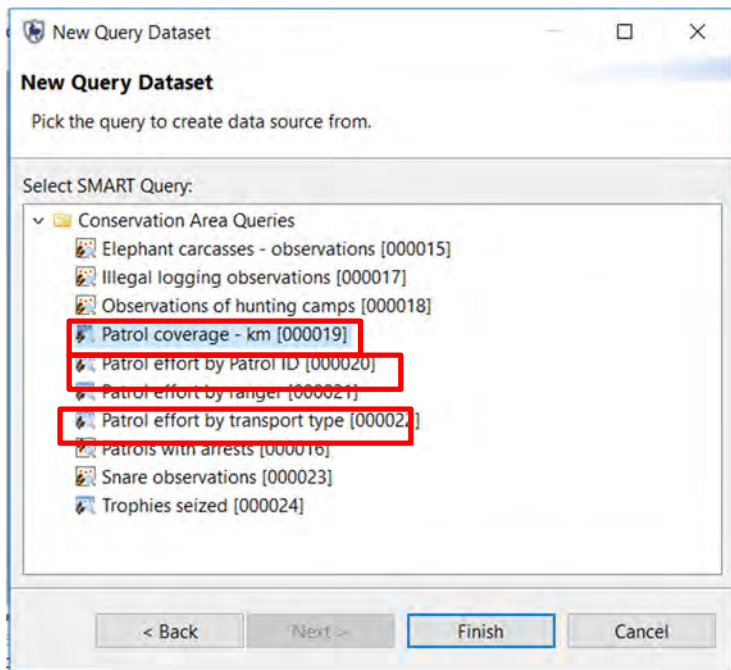 New Query Dataset
New Query Dataset
Pick the query to create data source from.
Select SMART Query:
Conservation Area Queries
Elephant carcasses - observations [000015]
Illegal logging observations [000017]
Observations of hunting camps [000018]
Patrol coverage - km [000019]
Patrol effort by Patrol ID [000020]
Patrol effort by ranger [000021]
Patrol effort by transport type [000022]
Patrols with arrests [000016]
Snare observations [000023]
Trophies seized [000024]
< Back Next > Finish Cancel